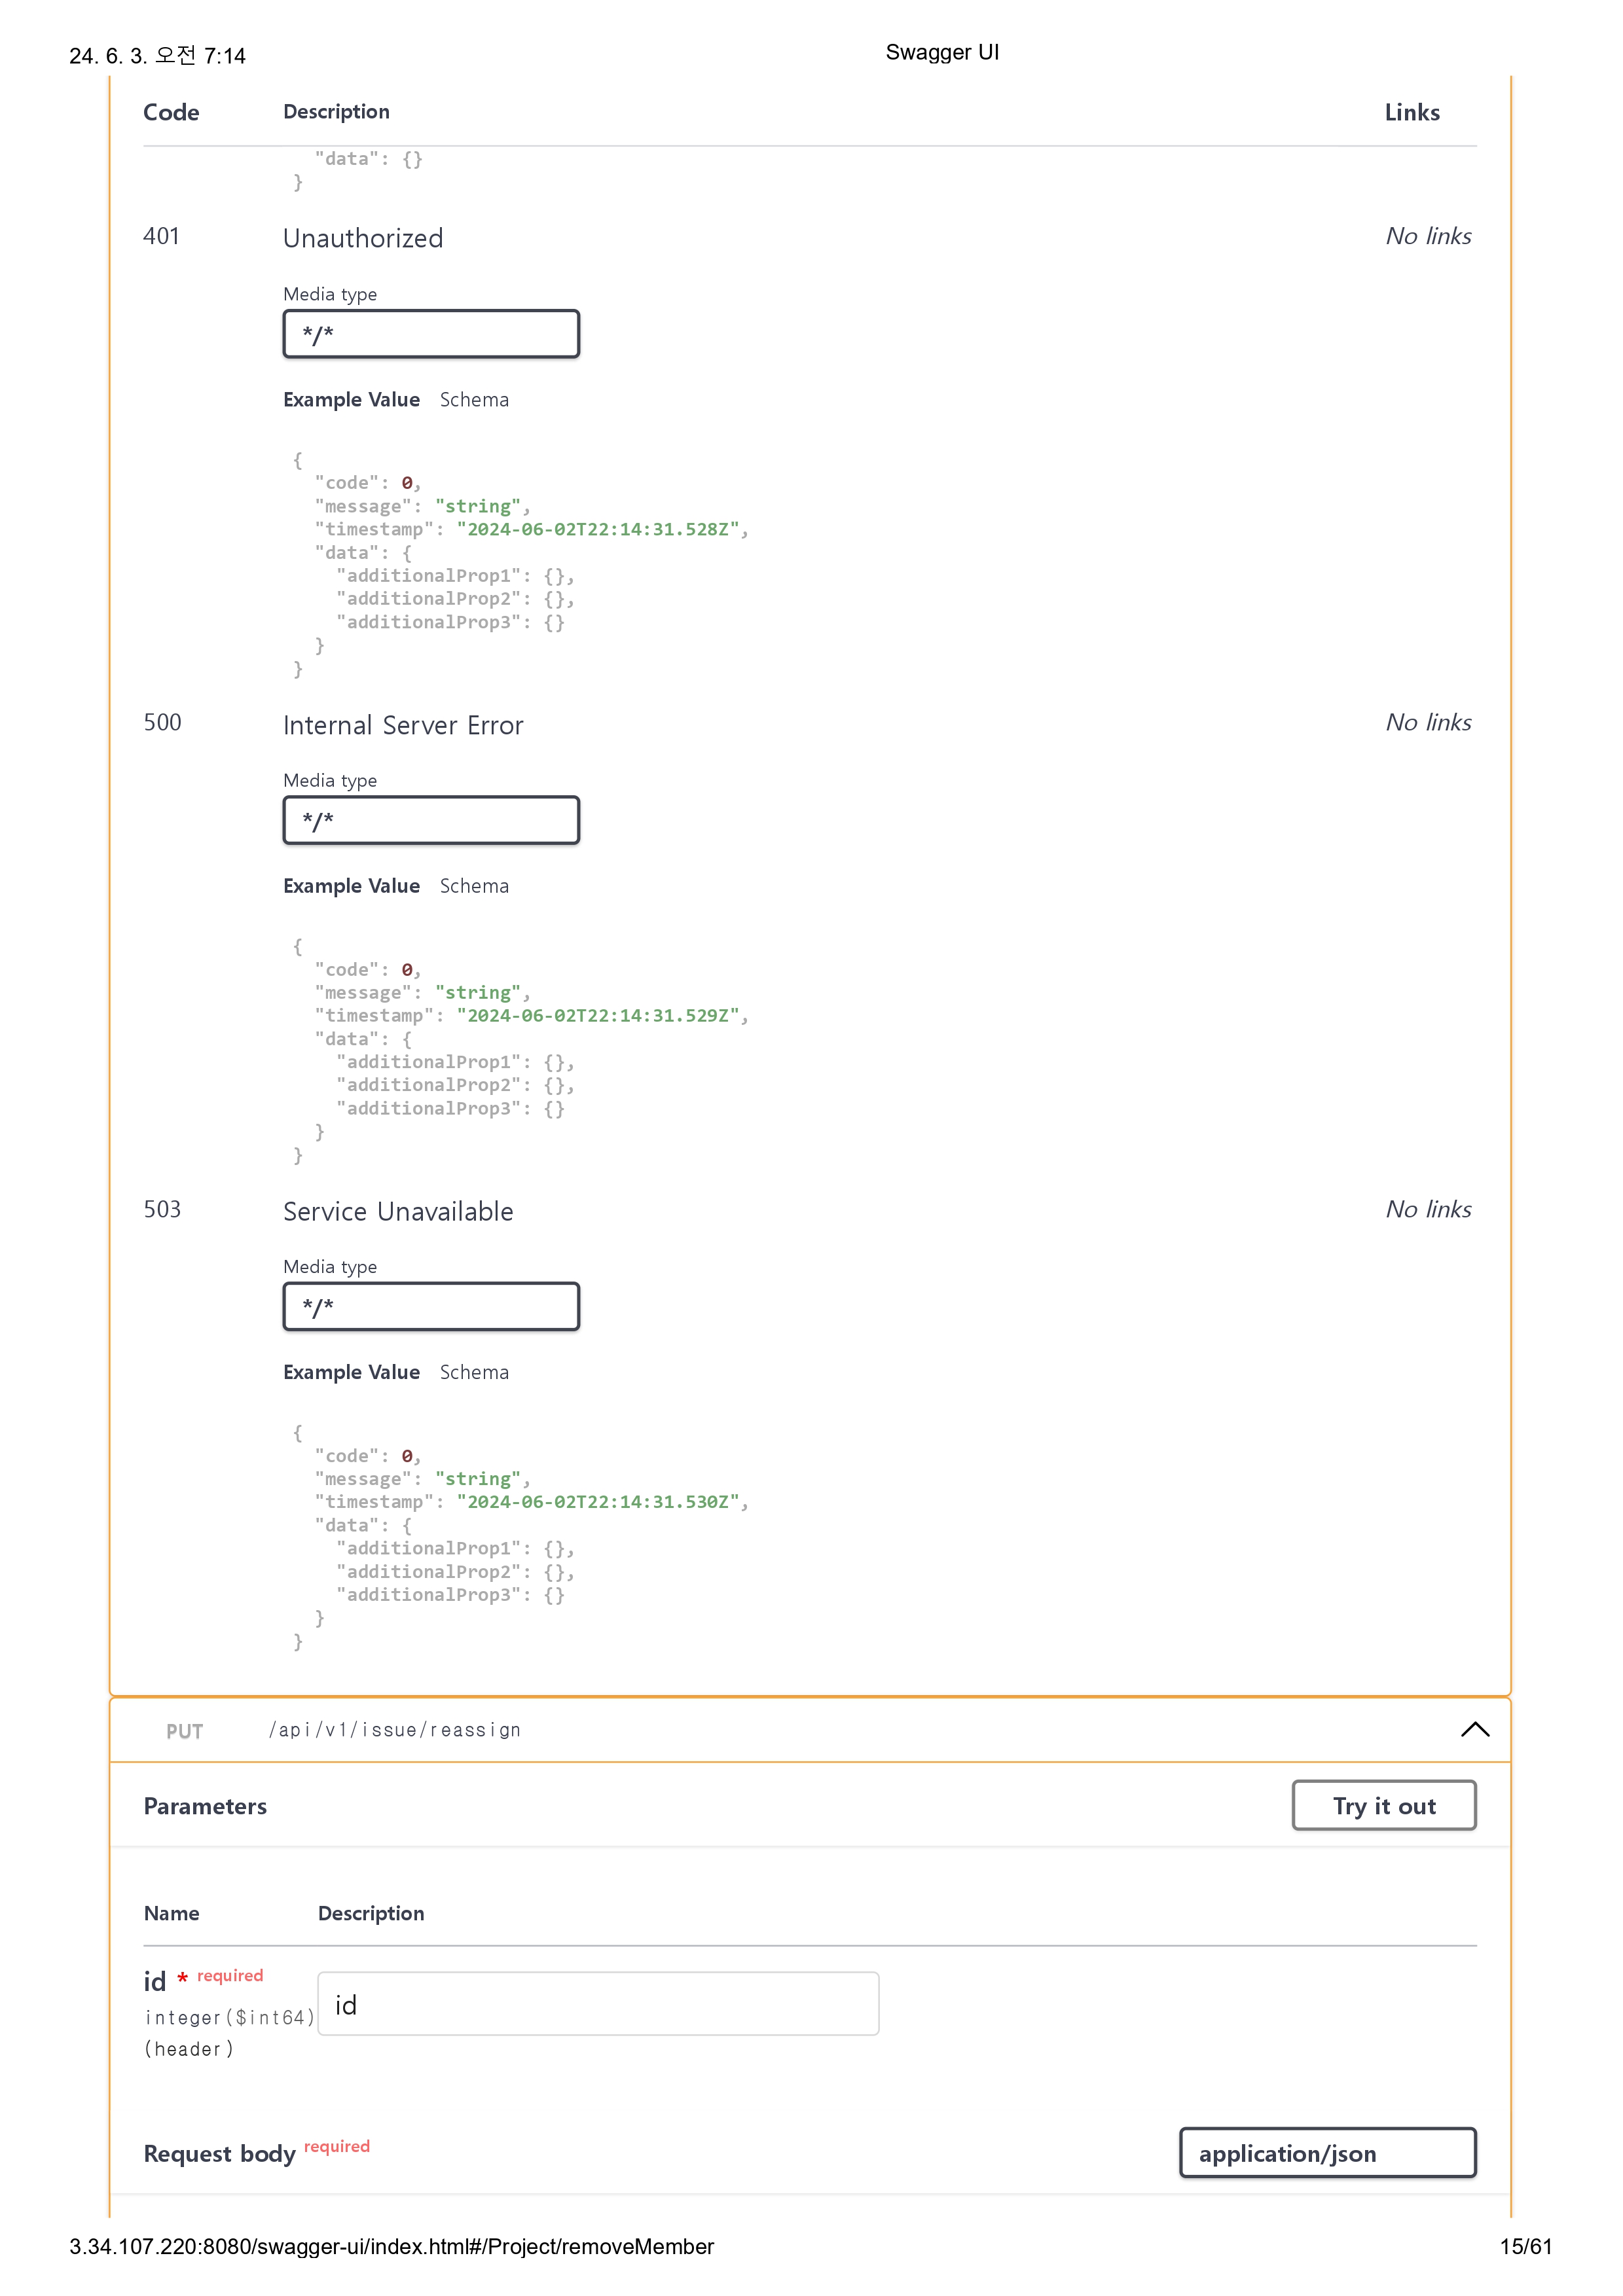 24. 6. 3. 오전 7:14 Swagger UI
Code Description Links
"data": {}
}
401 Unauthorized No links
Media type
*/*
Example Value Schema
{
"code": 0,
"message": "string",
"timestamp": "2024-06-02T22:14:31.528Z",
"data": {
"additionalProp1": {},
"additionalProp2": {},
"additionalProp3": {}
}
}
500 Internal Server Error No links
Media type
*/*
Example Value Schema
{
"code": 0,
"message": "string",
"timestamp": "2024-06-02T22:14:31.529Z",
"data": {
"additionalProp1": {},
"additionalProp2": {},
"additionalProp3": {}
}
}
503 Service Unavailable No links
Media type
*/*
Example Value Schema
{
"code": 0,
"message": "string",
"timestamp": "2024-06-02T22:14:31.530Z",
"data": {
"additionalProp1": {},
"additionalProp2": {},
"additionalProp3": {}
}
}
PUT /api/v1/issue/reassign
Parameters Try it out
Name Description
id * required
integer($int64) id
(header)
Request body required application/json
3.34.107.220:8080/swagger-ui/index.html#/Project/removeMember 15/61